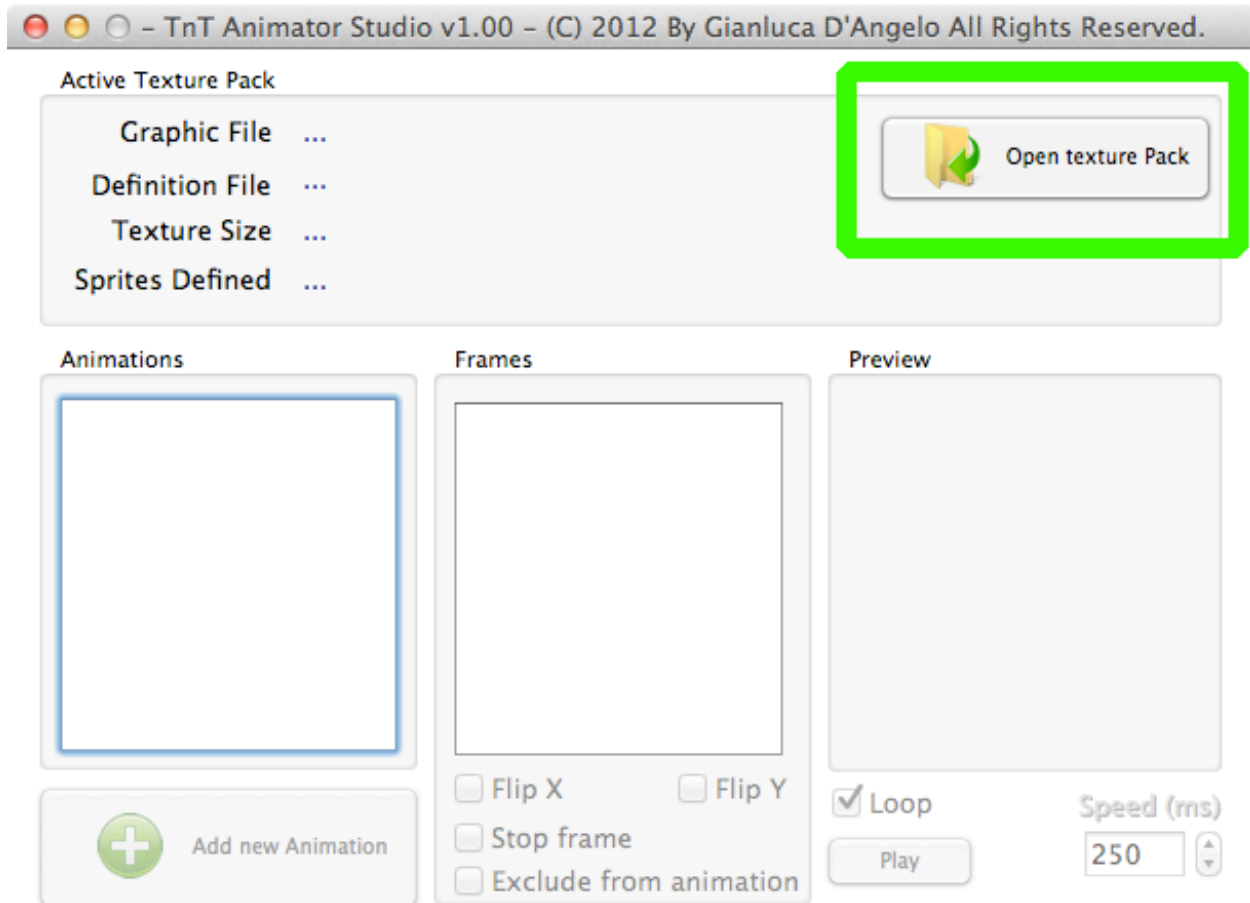 – TnT Animator Studio v1.00 – (C) 2012 By Gianluca D'Angelo All Rights Reserved.
Active Texture Pack
Graphic File ...
Open texture Pack
Definition File ...
Texture Size ...
Sprites Defined ...
Animations
Frames
Preview
Flip X
Flip Y
Loop
Speed (ms)
Add new Animation
Stop frame
Play
250
Exclude from animation